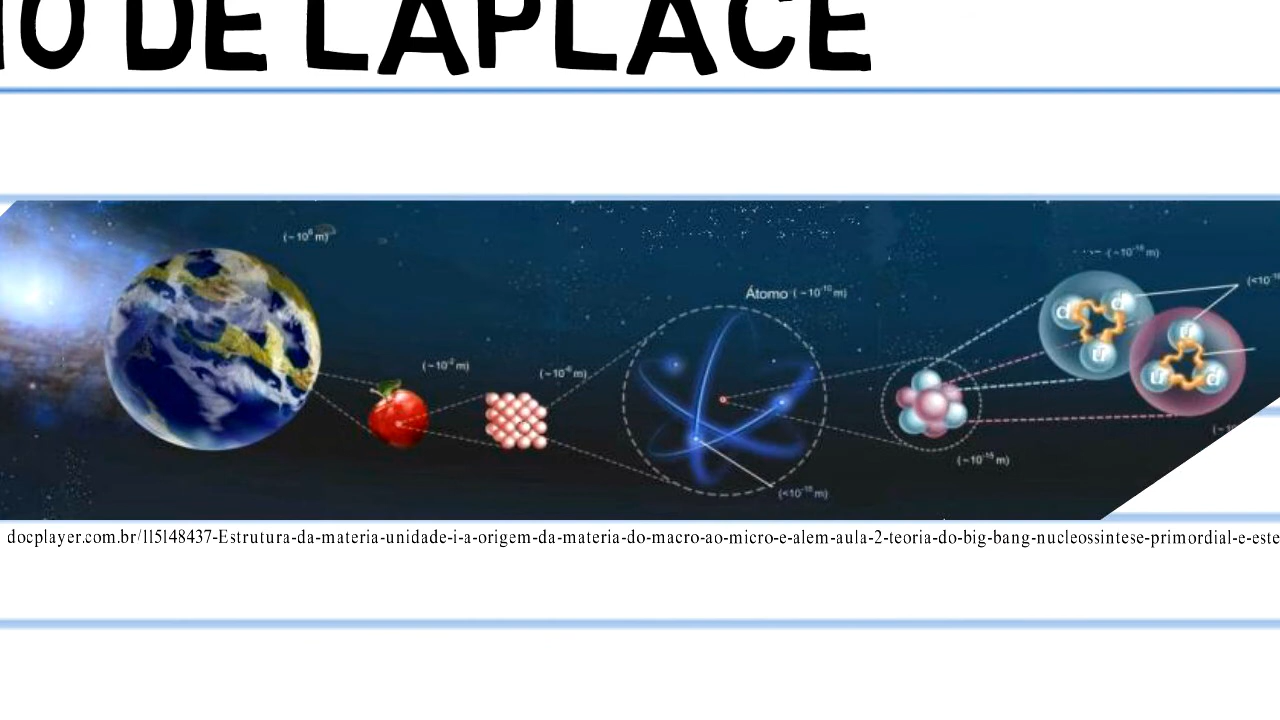 IO DE LAPLACE
(~10⁶ m)
(~10⁻¹⁵ m)
Átomo (~10⁻¹⁰ m)
(~10⁻² m)
d d u
u u d
(~10⁻¹⁵ m)
(<10⁻¹⁸ m)
docplayer.com.br/115148437-Estrutura-da-materia-unidade-i-a-origem-da-materia-do-macro-ao-micro-e-alem-aula-2-teoria-do-big-bang-nucleossintese-primordial-e-este